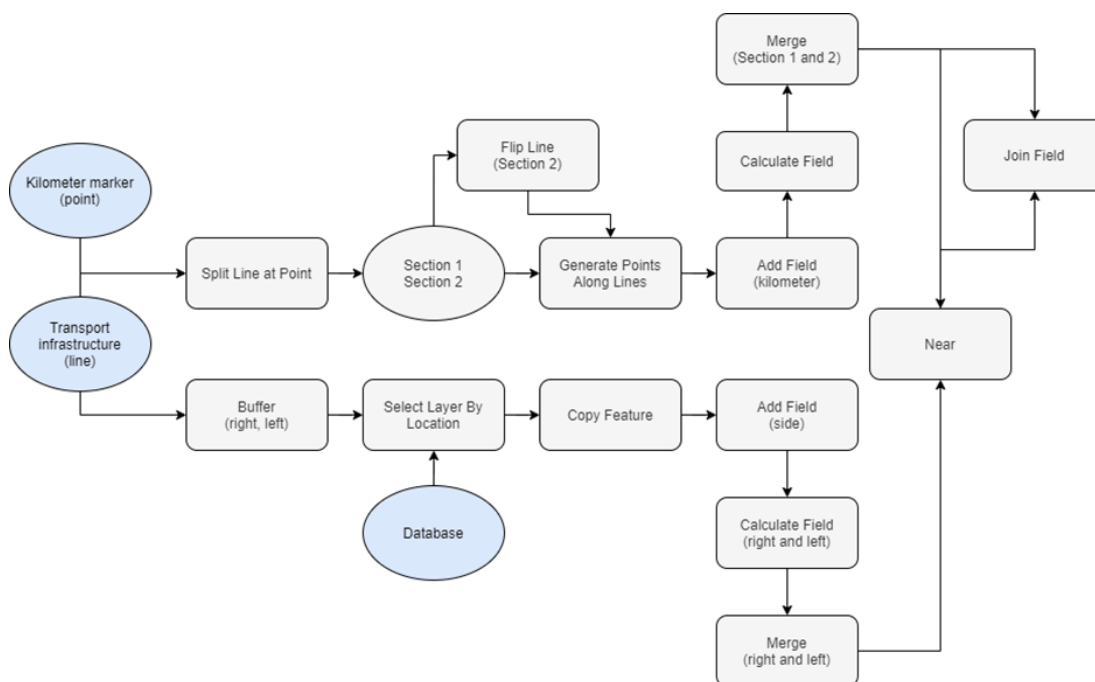 Merge
(Section 1 and 2)
Flip Line
(Section 2)
Calculate Field
Join Field
Kilometer marker
(point)
Split Line at Point
Section 1
Section 2
Generate Points
Along Lines
Add Field
(kilometer)
Transport
infrastructure
(line)
Near
Buffer
(right, left)
Select Layer By
Location
Copy Feature
Add Field
(side)
Database
Calculate Field
(right and left)
Merge
(right and left)